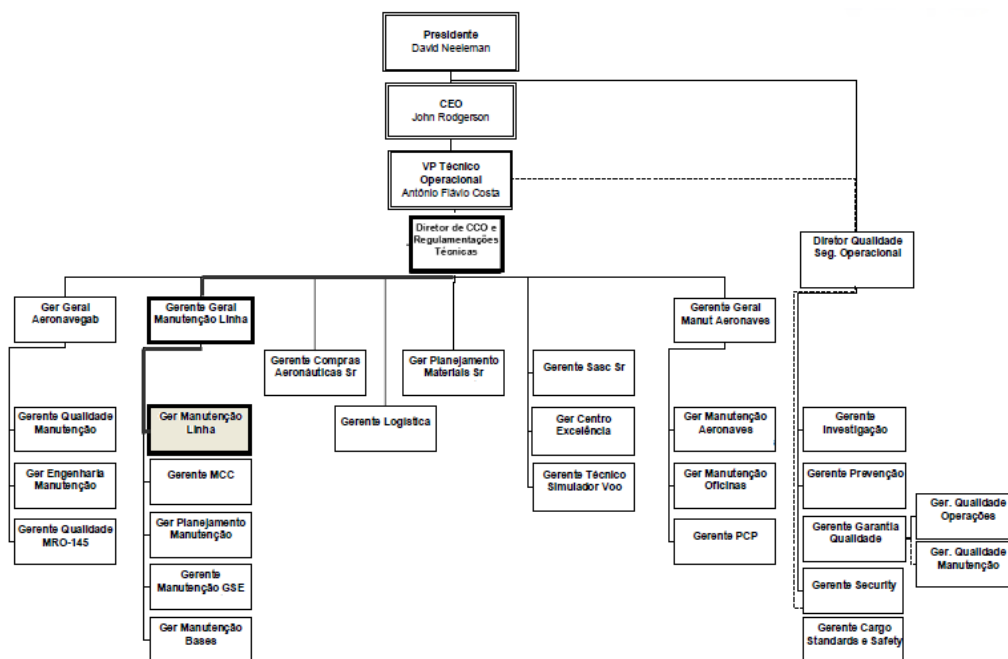 Presidente
David Neeleman
CEO
John Rodgerson
VP Técnico
Operacional
Antônio Flávio Costa
Diretor de CCO e
Regulamentações
Técnicas
Diretor Qualidade
Seg. Operacional
Ger Geral
Aeronavegab
Gerente Geral
Manutenção Linha
Gerente Geral
Manut Aeronaves
Gerente Compras
Aeronáuticas Sr
Ger Planejamento
Materiais Sr
Gerente Sasc Sr
Gerente Logística
Gerente Qualidade
Manutenção
Ger Manutenção
Linha
Ger Centro
Excelência
Ger Manutenção
Aeronaves
Gerente
Investigação
Ger Engenharia
Manutenção
Gerente MCC
Gerente Técnico
Simulador Voo
Ger Manutenção
Oficinas
Gerente Prevenção
Ger. Qualidade
Operações
Gerente Qualidade
MRO-145
Ger Planejamento
Manutenção
Gerente PCP
Gerente Garantia
Qualidade
Ger. Qualidade
Manutenção
Gerente
Manutenção GSE
Gerente Security
Ger Manutenção
Bases
Gerente Cargo
Standards e Safety